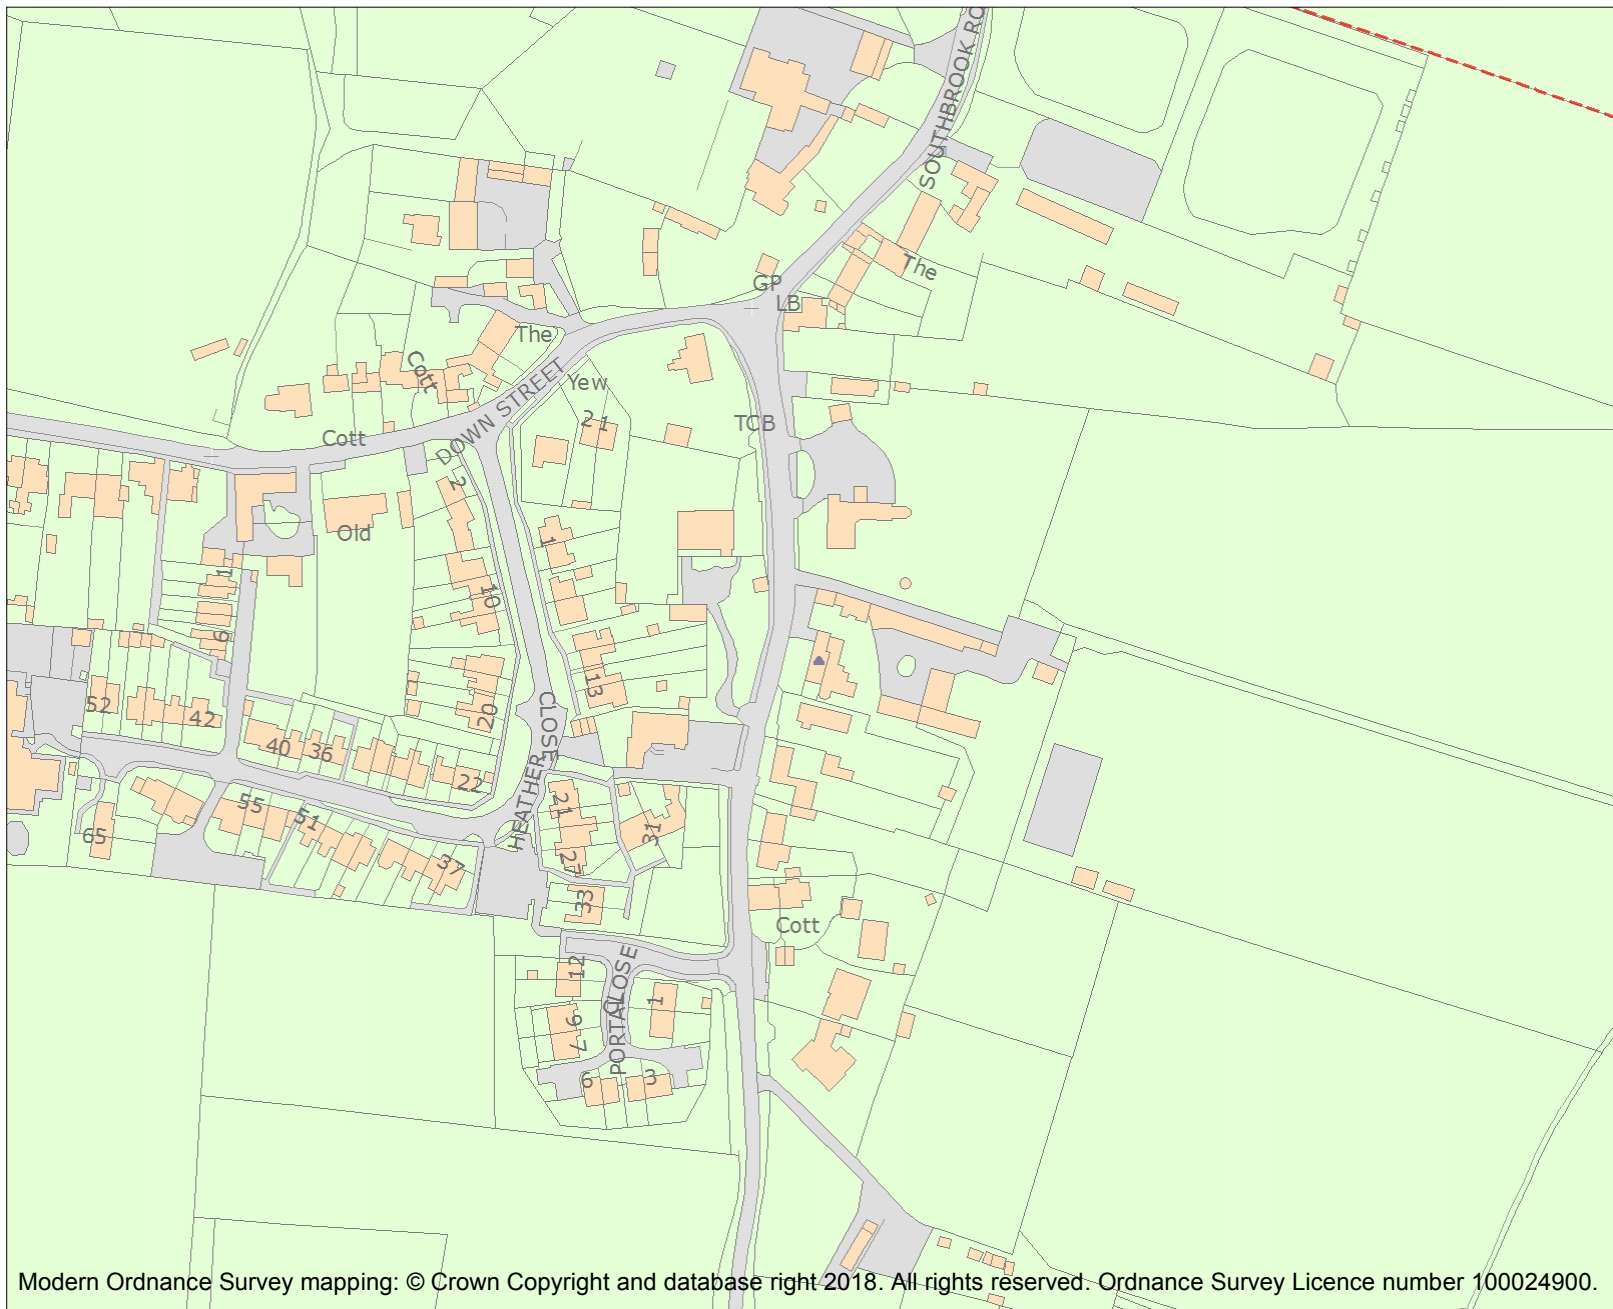 SOUTHBROOK RO
The
GP
LB
The
Cott
Yew
DOWN STREET
2 1
TCB
Cott
2
Old
1
1
10
6
13
52
42
20
CLOSE
40
36
22
HEATHER
21
55
51
31
65
27
37
33
Cott
12
CLOSE
1
9
7
PORTAL
6
3
Modern Ordnance Survey mapping: © Crown Copyright and database right 2018. All rights reserved. Ordnance Survey Licence number 100024900.